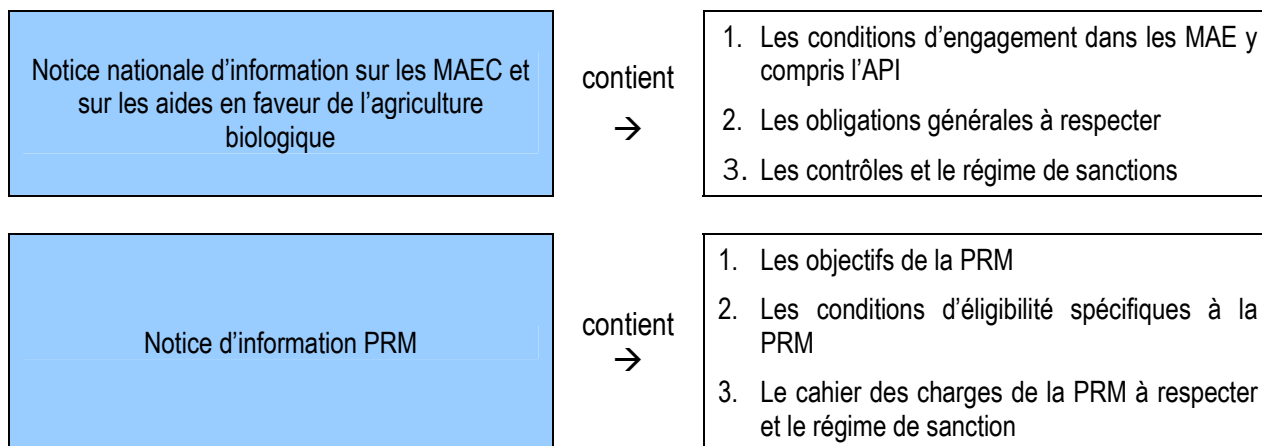 Notice nationale d'information sur les MAEC et
sur les aides en faveur de l'agriculture
biologique
contient
→
1. Les conditions d'engagement dans les MAE y
compris l'API
2. Les obligations générales à respecter
3. Les contrôles et le régime de sanctions
Notice d'information PRM
contient
→
1. Les objectifs de la PRM
2. Les conditions d'éligibilité spécifiques à la
PRM
3. Le cahier des charges de la PRM à respecter
et le régime de sanction